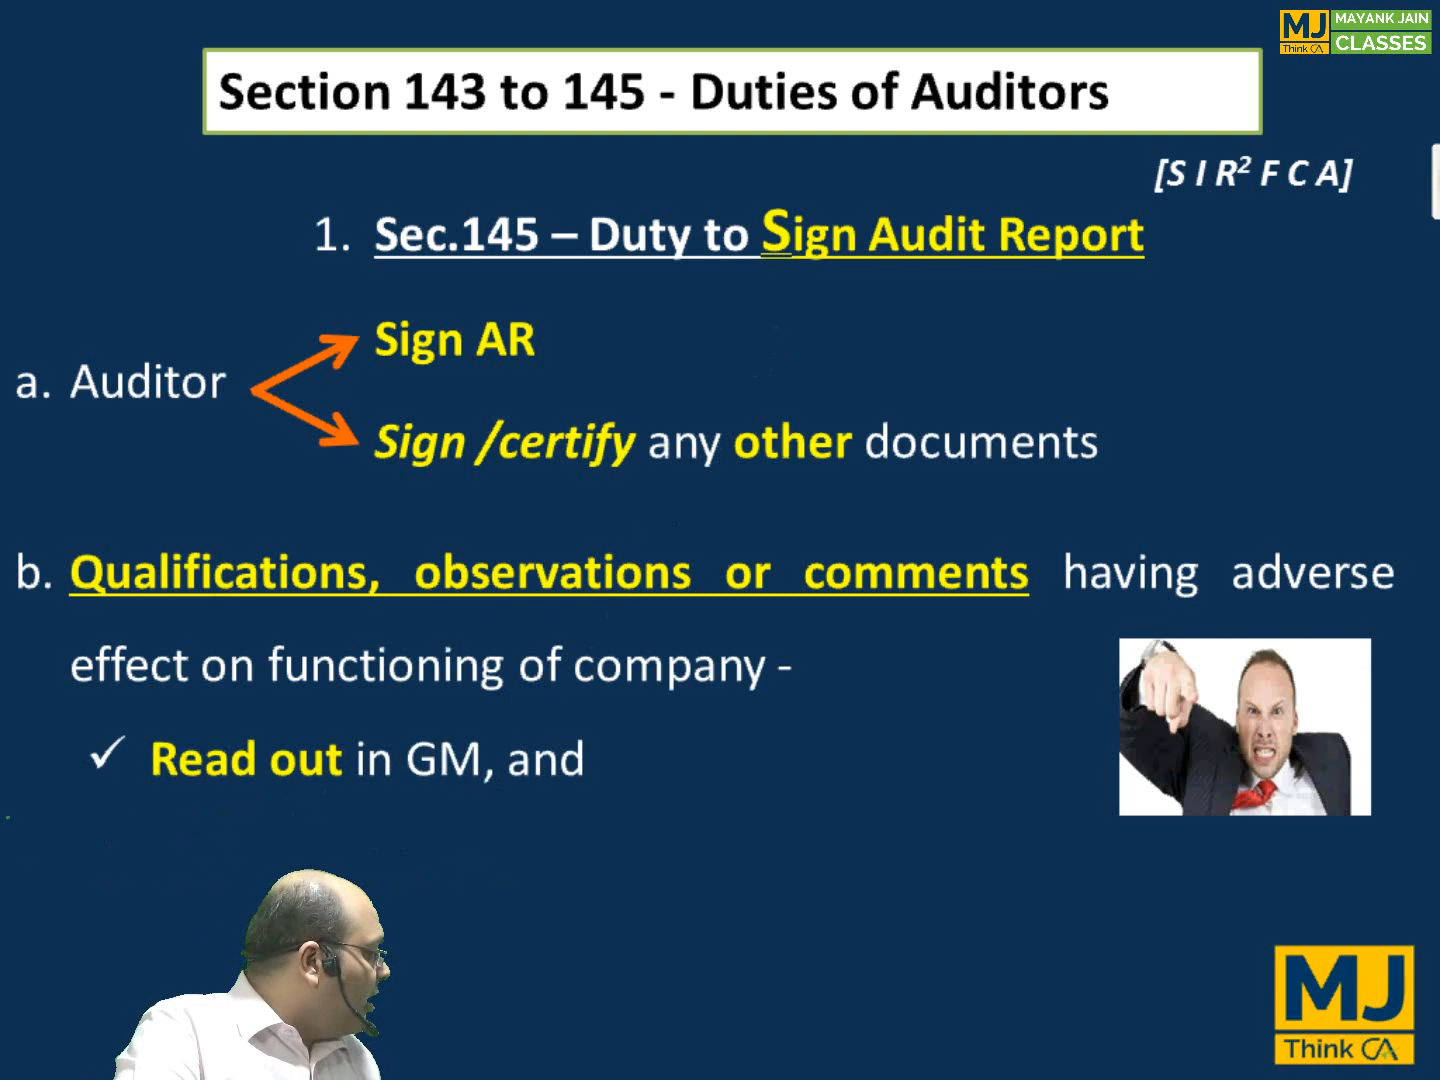 MJ MAYANK JAIN
Think CA CLASSES
Section 143 to 145 - Duties of Auditors
[S I R² F C A]
1. Sec.145 – Duty to Sign Audit Report
Sign AR
a. Auditor
Sign /certify any other documents
b. Qualifications, observations or comments having adverse
effect on functioning of company -
✓ Read out in GM, and
MJ
Think CA